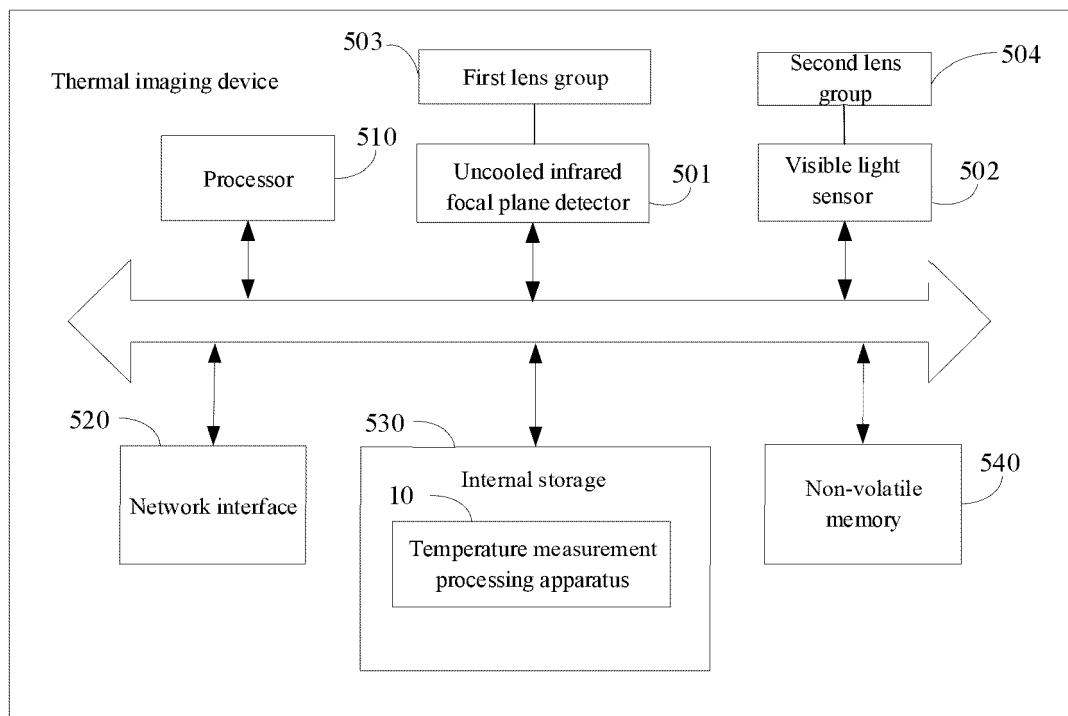 503
504
Thermal imaging device
First lens group
Second lens
group
510
Processor
Uncooled infrared
focal plane detector
501
Visible light
sensor
502
520
530
540
Network interface
Internal storage
10
Temperature measurement
processing apparatus
Non-volatile
memory